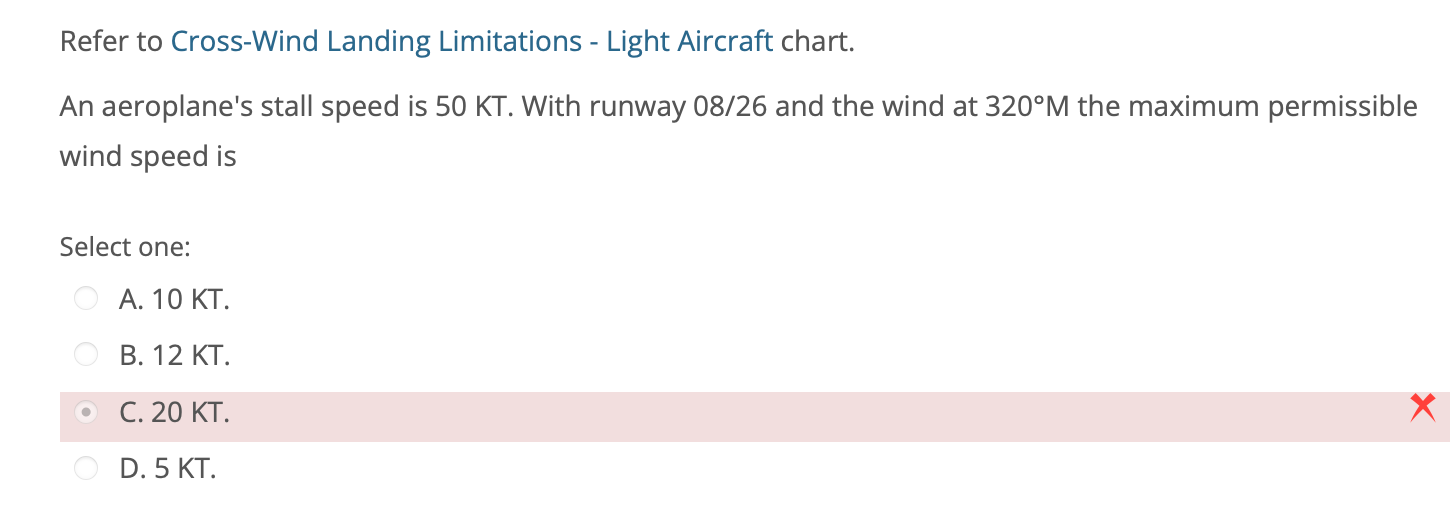 Refer to Cross-Wind Landing Limitations - Light Aircraft chart.
An aeroplane's stall speed is 50 KT. With runway 08/26 and the wind at 320°M the maximum permissible
wind speed is
Select one:
A. 10 KT.
B. 12 KT.
C. 20 KT.
D. 5 KT.